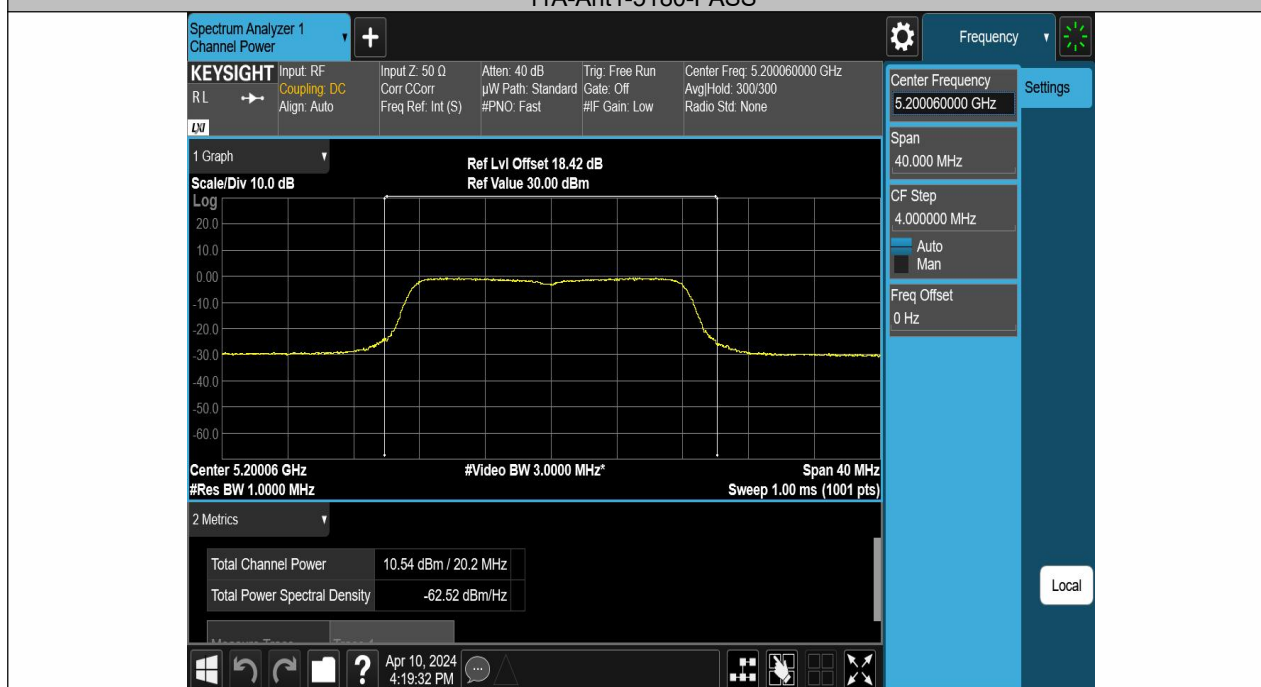 11A-Ant1-5180-PASS
Spectrum Analyzer 1
Channel Power
+
Frequency
KEYSIGHT
Input: RF
Coupling: DC
Align: Auto
Input Z: 50 Ω
Corr CCorr
Freq Ref: Int (S)
Atten: 40 dB
µW Path: Standard
#PNO: Fast
Trig: Free Run
Gate: Off
#IF Gain: Low
Center Freq: 5.200060000 GHz
Avg|Hold: 300/300
Radio Std: None
R L
LXI
Center Frequency
5.200060000 GHz
Settings
Span
40.000 MHz
CF Step
4.000000 MHz
Auto
Man
Freq Offset
0 Hz
Local
1 Graph
Ref Lvl Offset 18.42 dB
Scale/Div 10.0 dB
Ref Value 30.00 dBm
Log
20.0
10.0
0.00
-10.0
-20.0
-30.0
-40.0
-50.0
-60.0
Center 5.20006 GHz
#Video BW 3.0000 MHz*
Span 40 MHz
#Res BW 1.0000 MHz
Sweep 1.00 ms (1001 pts)
2 Metrics
Total Channel Power
10.54 dBm / 20.2 MHz
Total Power Spectral Density
-62.52 dBm/Hz
?
Apr 10, 2024
4:19:32 PM